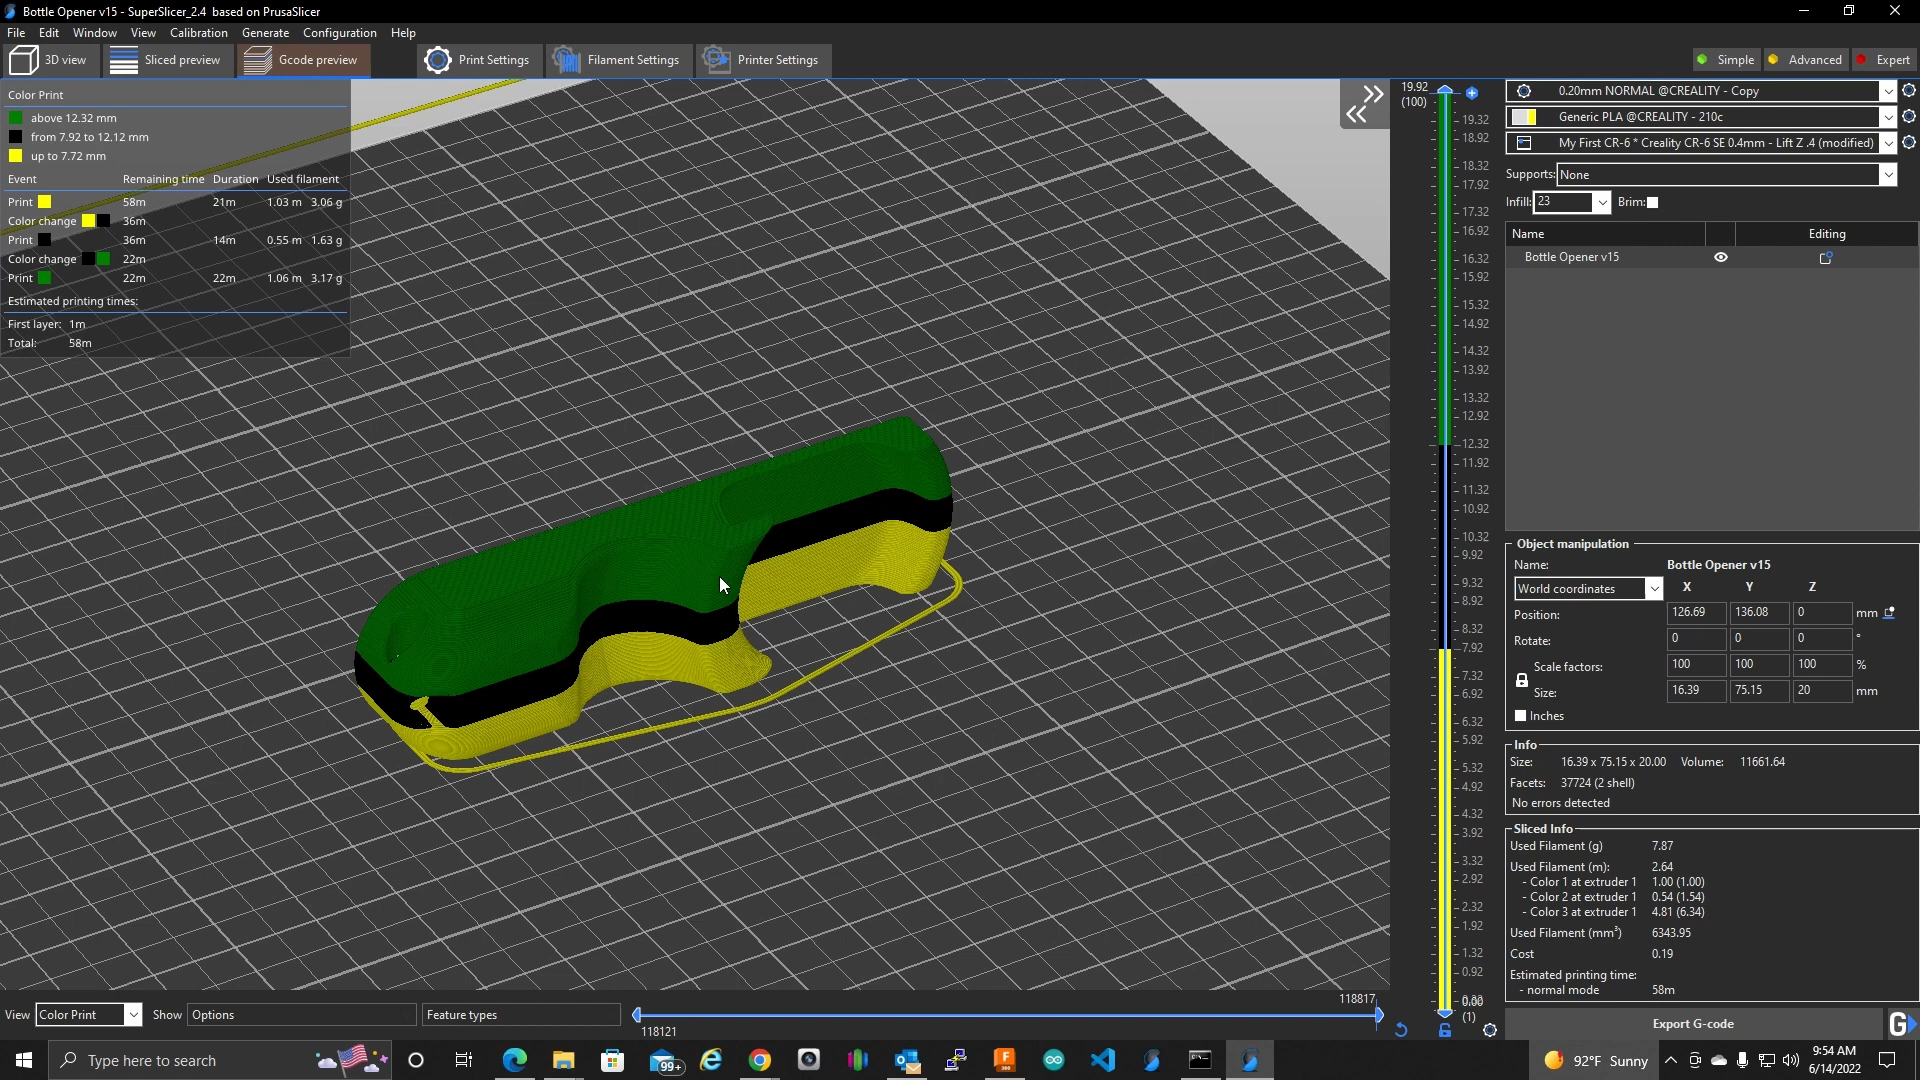 Bottle Opener v15 - SuperSlicer_2.4 based on PrusaSlicer
File Edit Window View Calibration Generate Configuration Help
3D view Sliced preview Gcode preview Print Settings Filament Settings Printer Settings Simple Advanced Expert
Color Print
above 12.32 mm
from 7.92 to 12.12 mm
up to 7.72 mm
Event Remaining time Duration Used filament
Print 58m 21m 1.03 m 3.06 g
Color change 36m
Print 36m 14m 0.55 m 1.63 g
Color change 22m
Print 22m 22m 1.06 m 3.17 g
Estimated printing times:
First layer: 1m
Total: 58m
19.92
(100)
19.32
18.92
18.32
17.92
17.32
16.92
16.32
15.92
15.32
14.92
14.32
13.92
13.32
12.92
12.32
11.92
11.32
10.92
10.32
9.92
9.32
8.92
8.32
7.92
7.32
6.92
6.32
5.92
5.32
4.92
4.32
3.92
3.32
2.92
2.32
1.92
1.32
0.92
(1)
0.20mm NORMAL @CREALITY - Copy
Generic PLA @CREALITY - 210c
My First CR-6 * Creality CR-6 SE 0.4mm - Lift Z .4 (modified)
Supports: None
Infill: 23 Brim:
Name Editing
Bottle Opener v15
Object manipulation
Name: Bottle Opener v15
World coordinates X Y Z
Position: 126.69 136.08 0 mm
Rotate: 0 0 0 °
Scale factors: 100 100 100 %
Size: 16.39 75.15 20 mm
Inches
Info
Size: 16.39 x 75.15 x 20.00 Volume: 11661.64
Facets: 37724 (2 shell)
No errors detected
Sliced Info
Used Filament (g) 7.87
Used Filament (m): 2.64
- Color 1 at extruder 1 1.00 (1.00)
- Color 2 at extruder 1 0.54 (1.54)
- Color 3 at extruder 1 4.81 (6.34)
Used Filament (mm³) 6343.95
Cost 0.19
Estimated printing time:
- normal mode 58m
Export G-code
View Color Print Show Options Feature types
118817
118121
Type here to search
99+
92°F Sunny
9:54 AM
6/14/2022